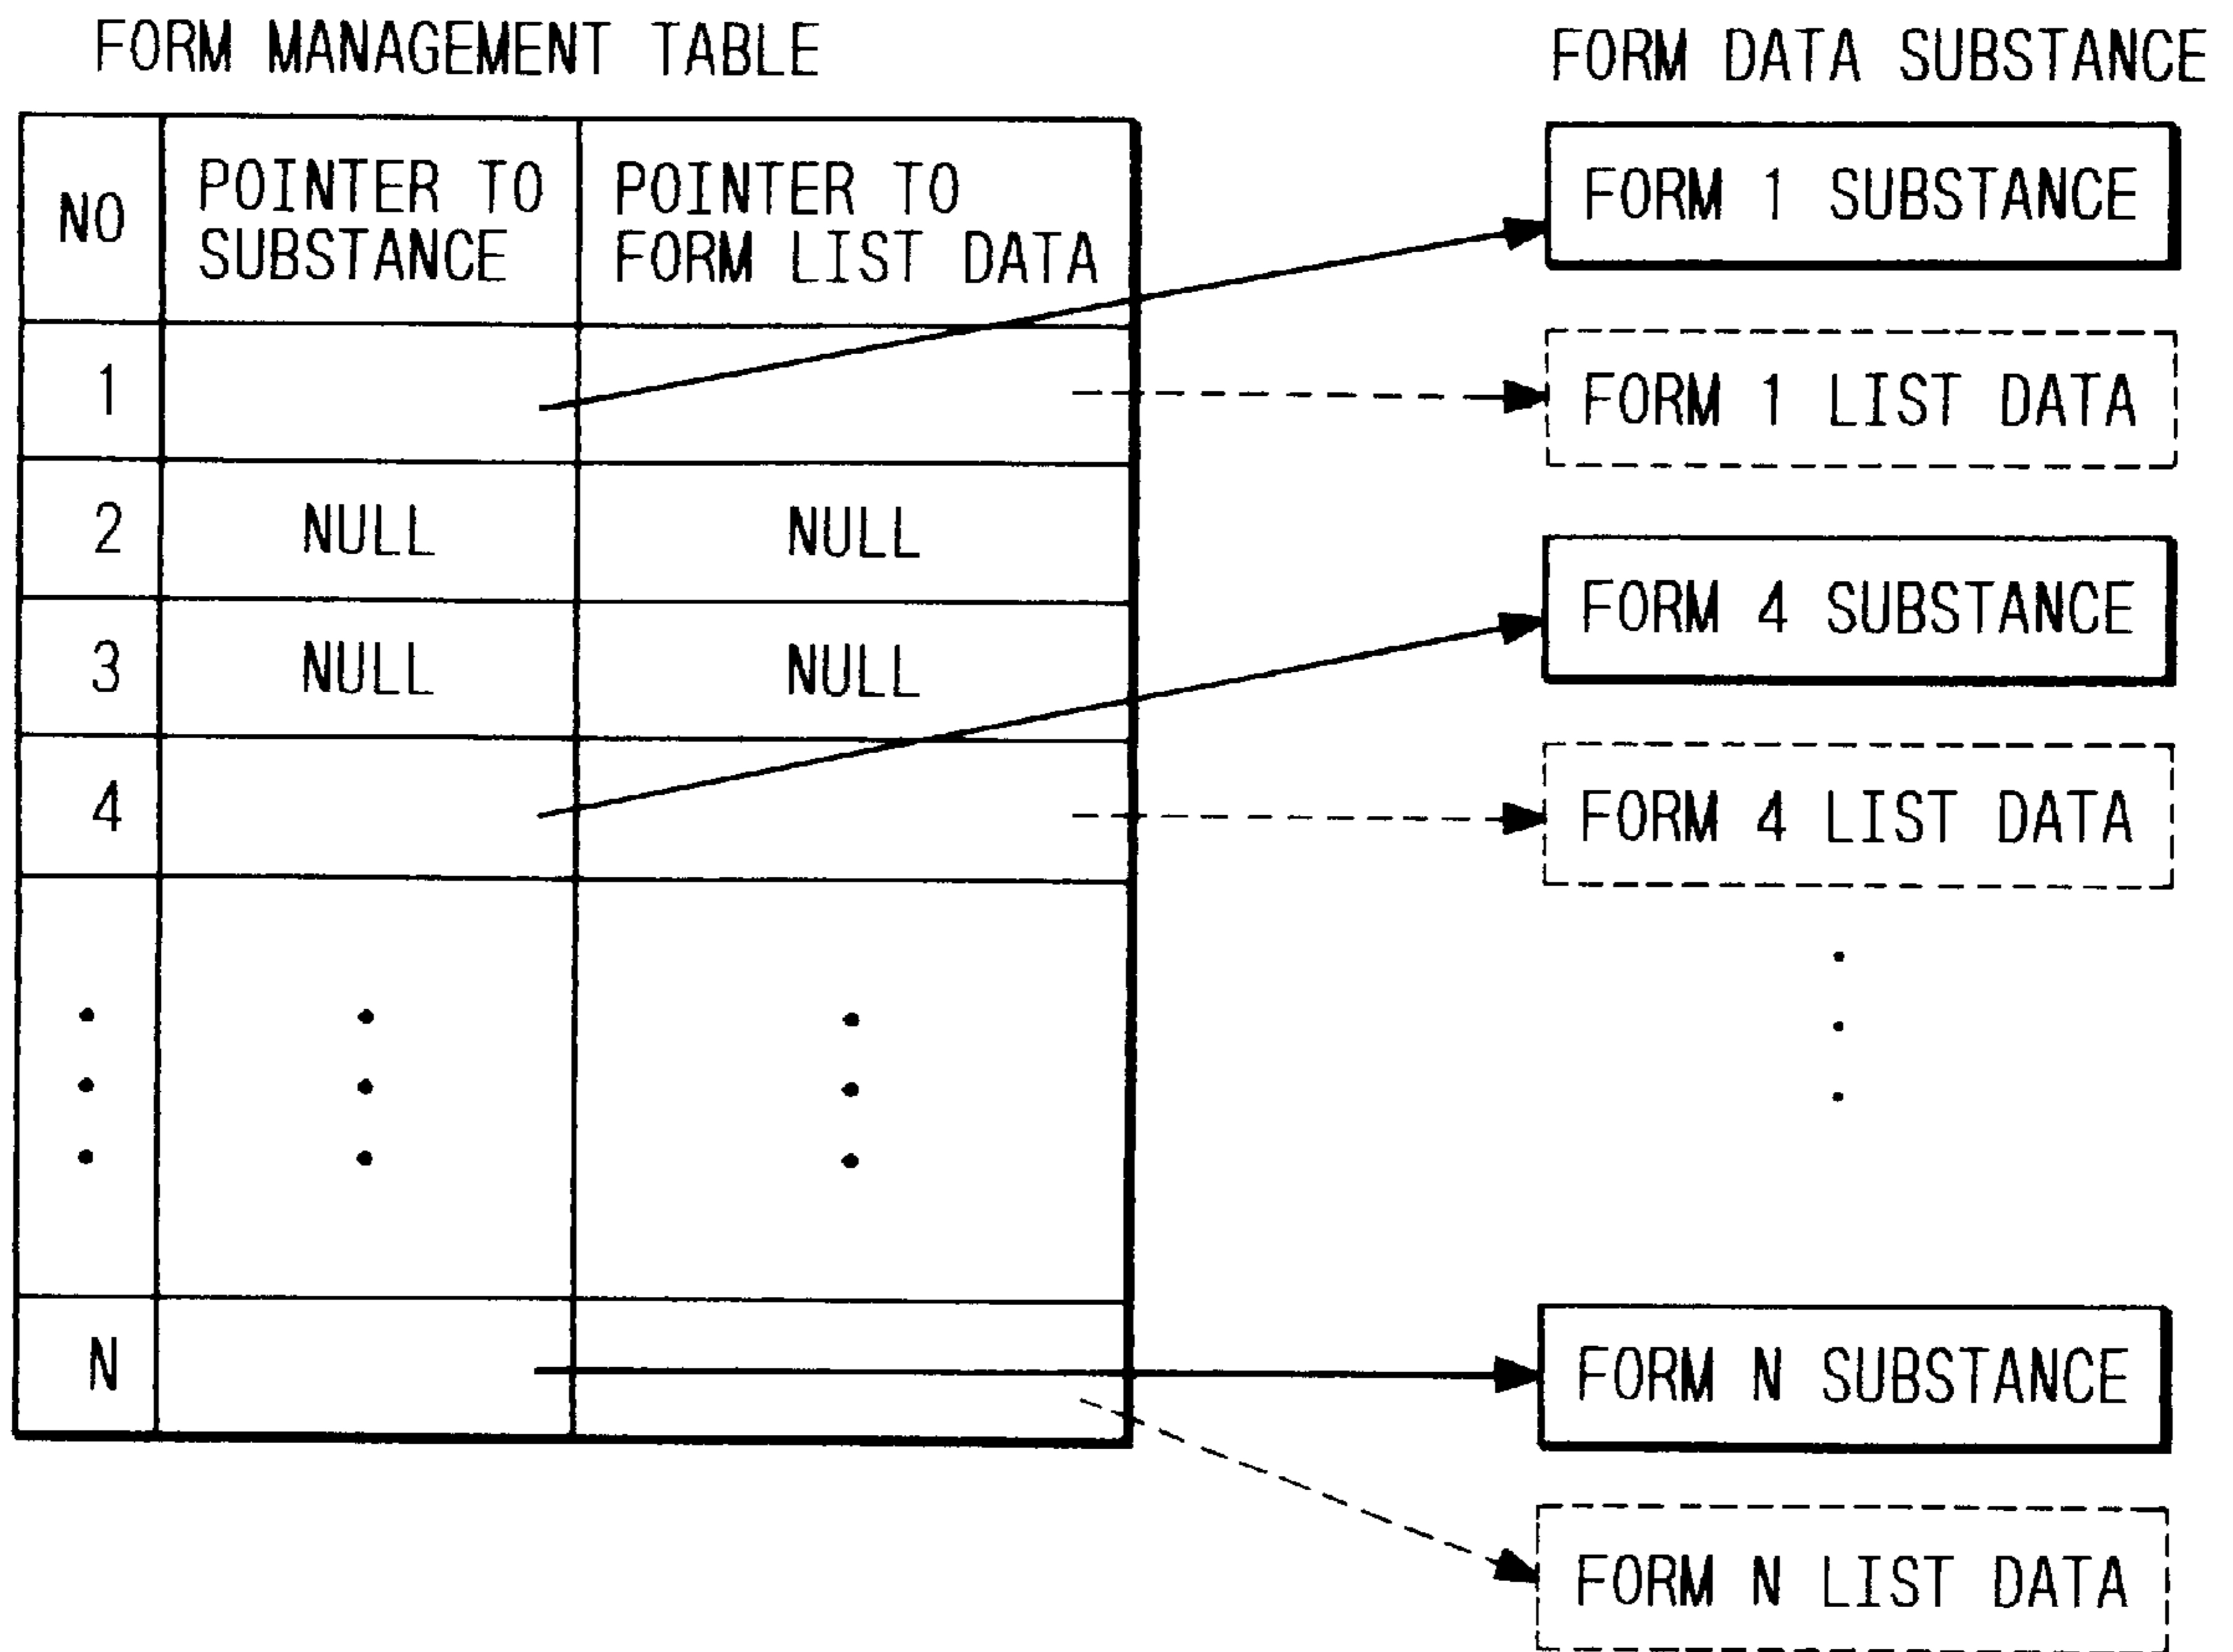 FORM MANAGEMENT TABLE
FORM DATA SUBSTANCE
NO
POINTER TO
SUBSTANCE
POINTER TO
FORM LIST DATA
FORM 1 SUBSTANCE
1
FORM 1 LIST DATA
2 NULL NULL
3 NULL NULL
FORM 4 SUBSTANCE
4
FORM 4 LIST DATA
N
FORM N SUBSTANCE
FORM N LIST DATA